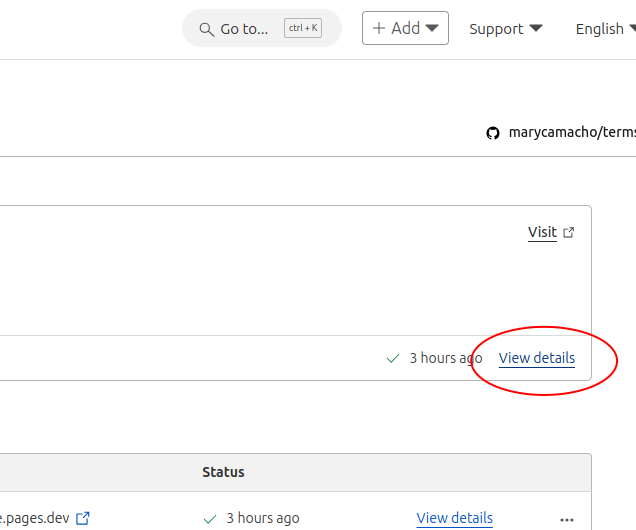 Go to... ctrl + K + Add Support English
marycamacho/terms
Visit
3 hours ago View details
Status
e.pages.dev 3 hours ago View details ...